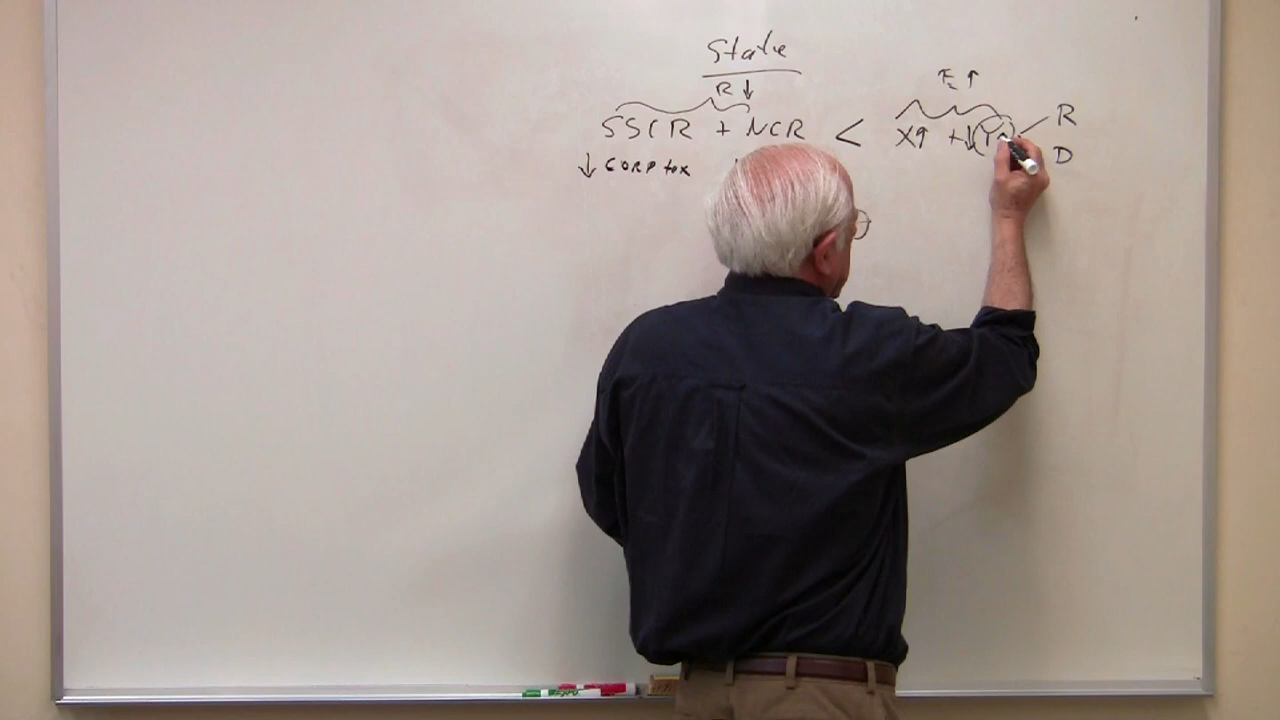 State
R ↓ E ↑
SSCR + NCR < X↑ + ↓( R
↓ CORP tax D